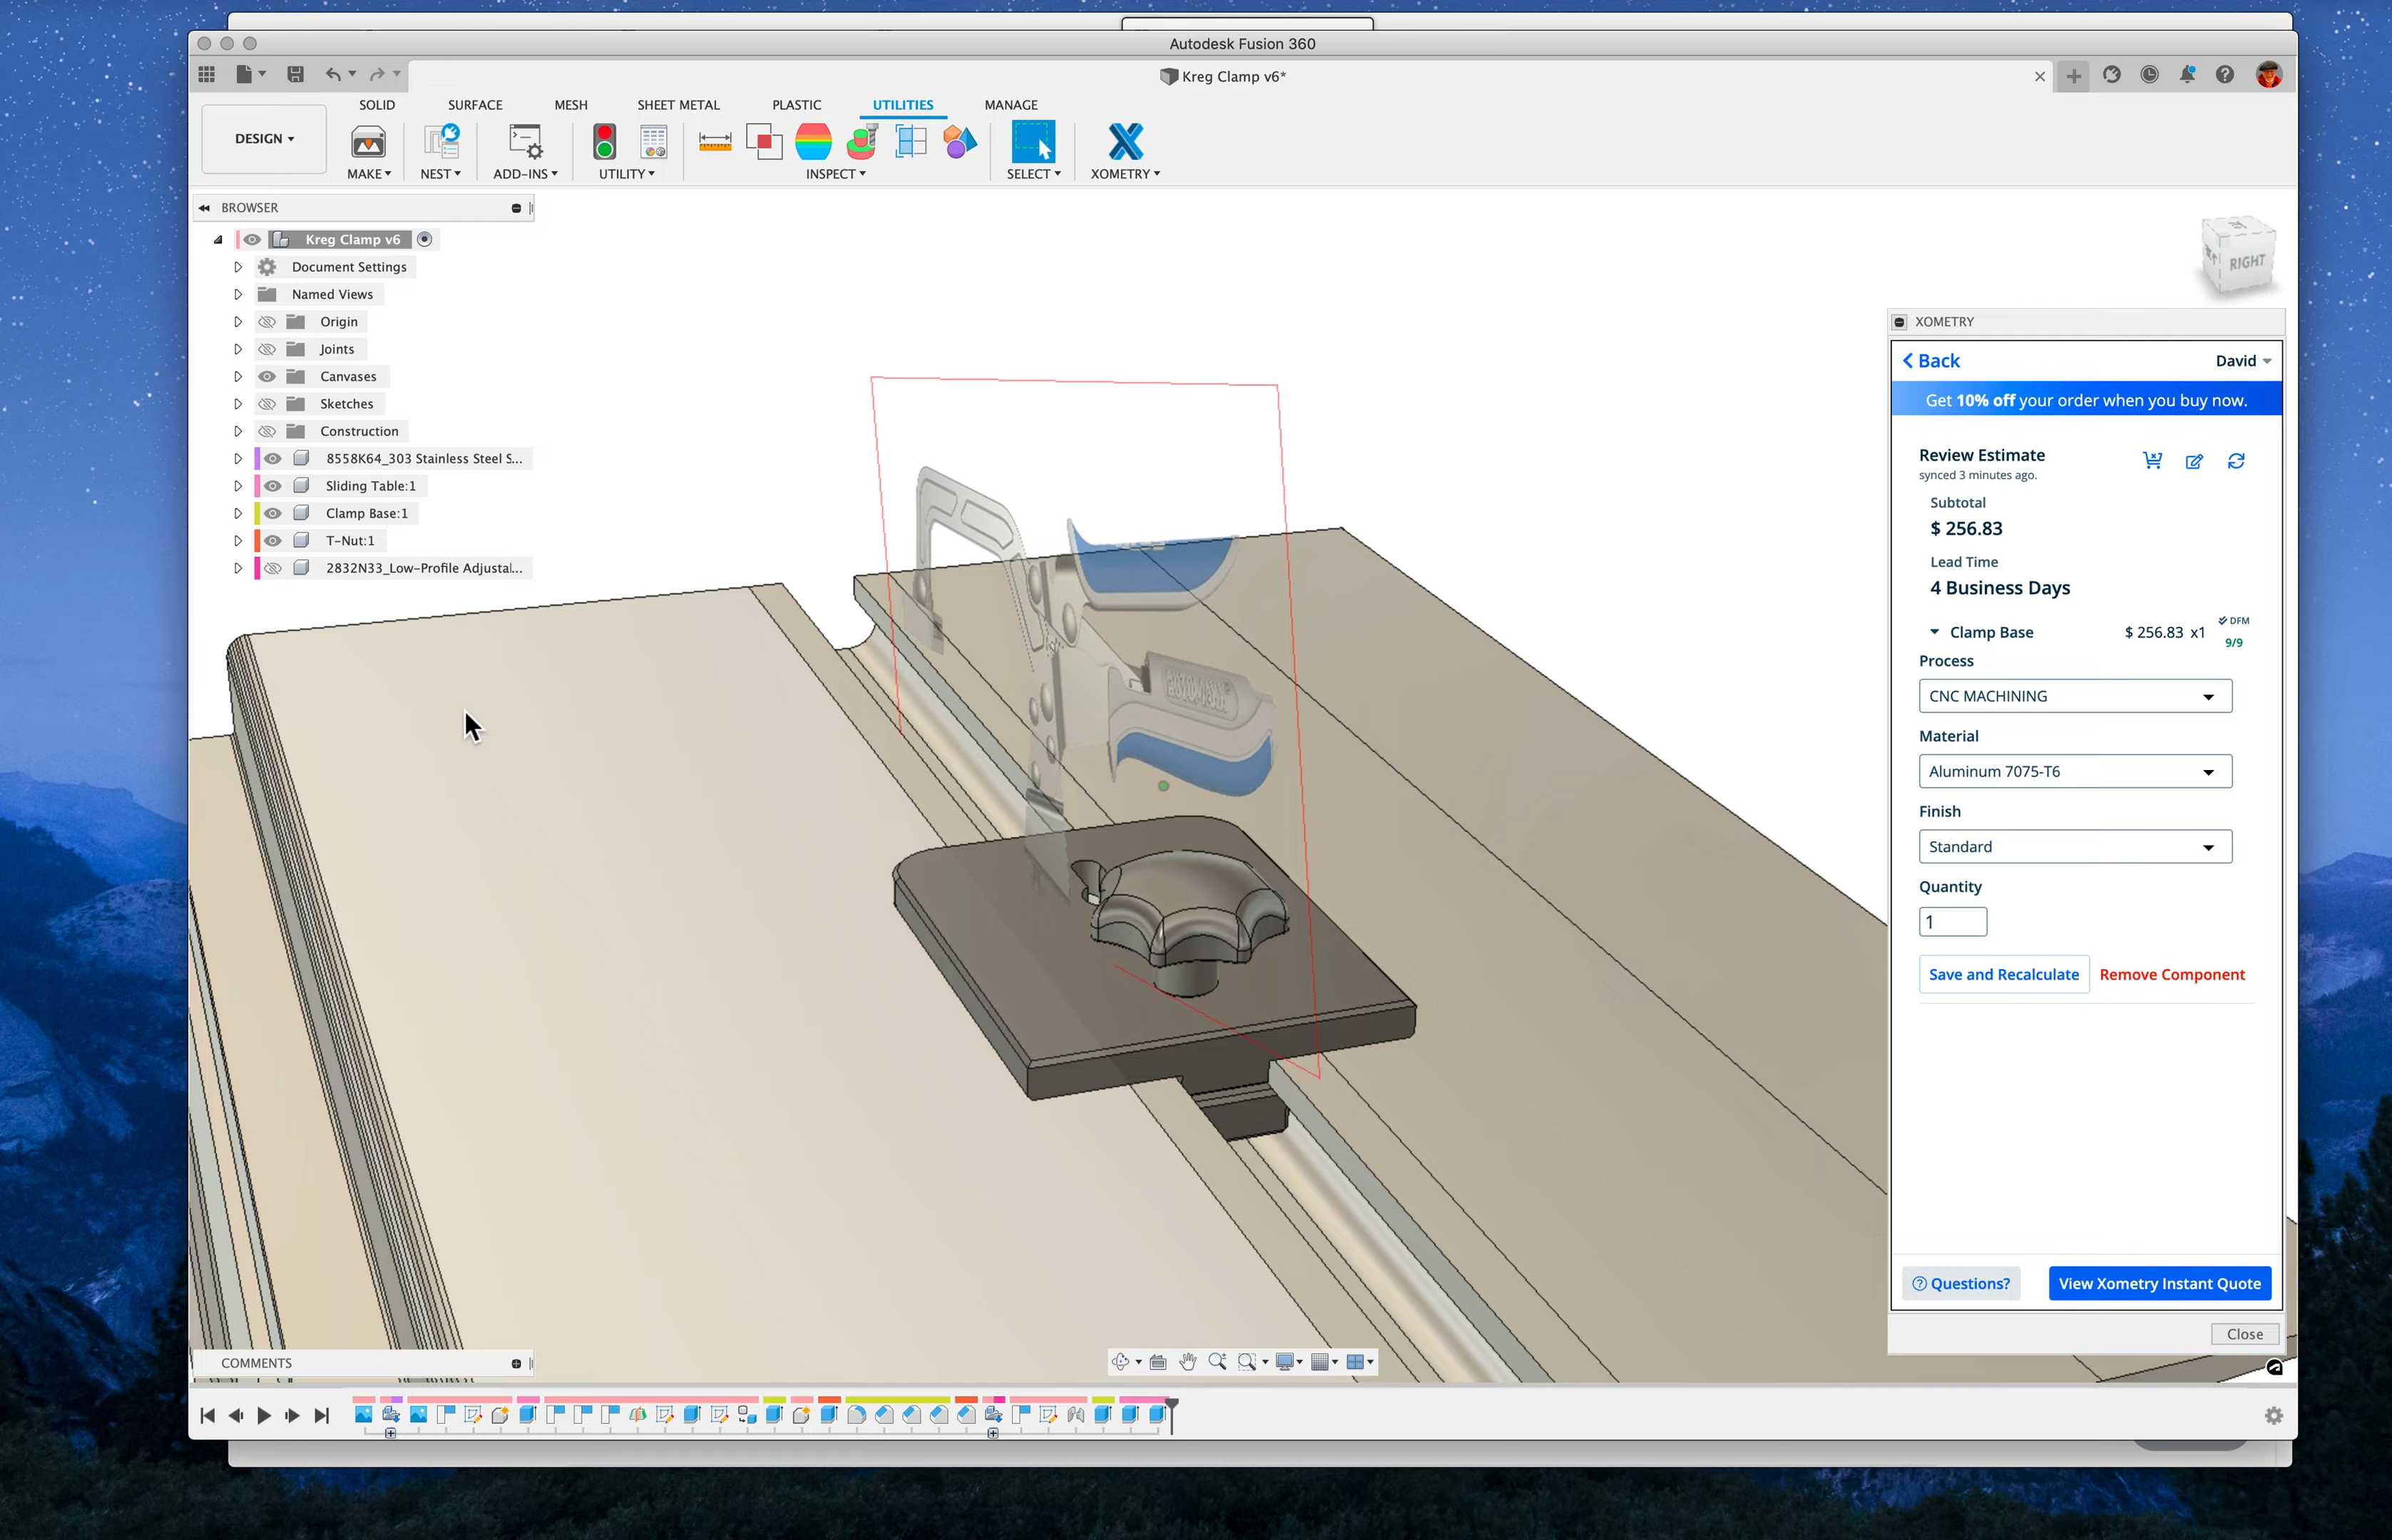 Autodesk Fusion 360
Kreg Clamp v6*
SOLID SURFACE MESH SHEET METAL PLASTIC UTILITIES MANAGE
DESIGN
MAKE NEST ADD-INS UTILITY INSPECT SELECT XOMETRY
BROWSER
Kreg Clamp v6
Document Settings
Named Views
Origin
Joints
Canvases
Sketches
Construction
8558K64_303 Stainless Steel S...
Sliding Table:1
Clamp Base:1
T-Nut:1
2832N33_Low-Profile Adjustal...
RIGHT
XOMETRY
Back
David
Get 10% off your order when you buy now.
Review Estimate
synced 3 minutes ago.
Subtotal
$ 256.83
Lead Time
4 Business Days
Clamp Base $ 256.83 x1
DFM
9/9
Process
CNC MACHINING
Material
Aluminum 7075-T6
Finish
Standard
Quantity
1
Save and Recalculate Remove Component
Questions? View Xometry Instant Quote
Close
COMMENTS